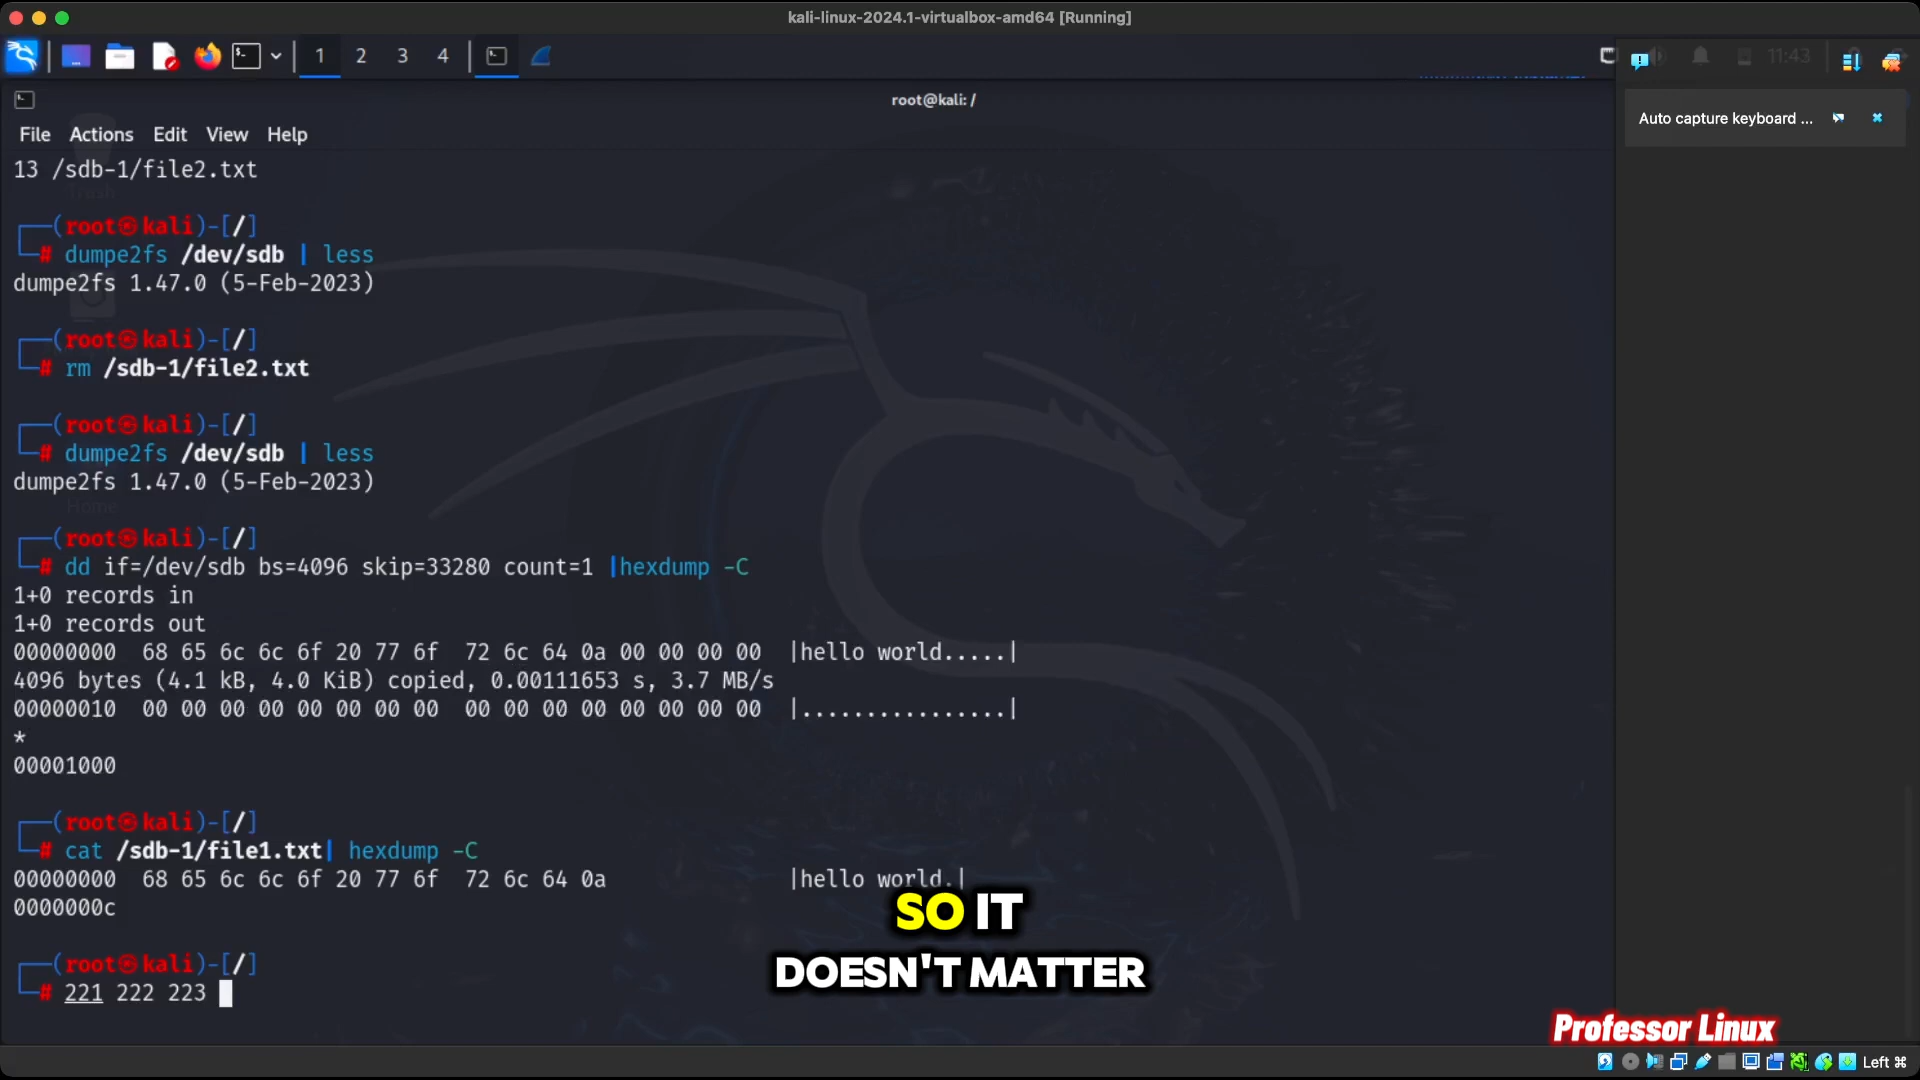 kali-linux-2024.1-virtualbox-amd64 [Running]
1 2 3 4
11:43
root@kali: /
Auto capture keyboard ...
File Actions Edit View Help
13 /sdb-1/file2.txt
Trash
┌──(root㉿kali)-[/]
└─# dumpe2fs /dev/sdb | less
dumpe2fs 1.47.0 (5-Feb-2023)
┌──(root㉿kali)-[/]
└─# rm /sdb-1/file2.txt
┌──(root㉿kali)-[/]
└─# dumpe2fs /dev/sdb | less
dumpe2fs 1.47.0 (5-Feb-2023)
Home
┌──(root㉿kali)-[/]
└─# dd if=/dev/sdb bs=4096 skip=33280 count=1 |hexdump -C
1+0 records in
1+0 records out
00000000  68 65 6c 6c 6f 20 77 6f  72 6c 64 0a 00 00 00 00  |hello world.....|
4096 bytes (4.1 kB, 4.0 KiB) copied, 0.00111653 s, 3.7 MB/s
00000010  00 00 00 00 00 00 00 00  00 00 00 00 00 00 00 00  |................|
*
00001000
┌──(root㉿kali)-[/]
└─# cat /sdb-1/file1.txt| hexdump -C
00000000  68 65 6c 6c 6f 20 77 6f  72 6c 64 0a              |hello world.|
0000000c
SO IT
DOESN'T MATTER
┌──(root㉿kali)-[/]
└─# 221 222 223
Professor Linux
Left ⌘